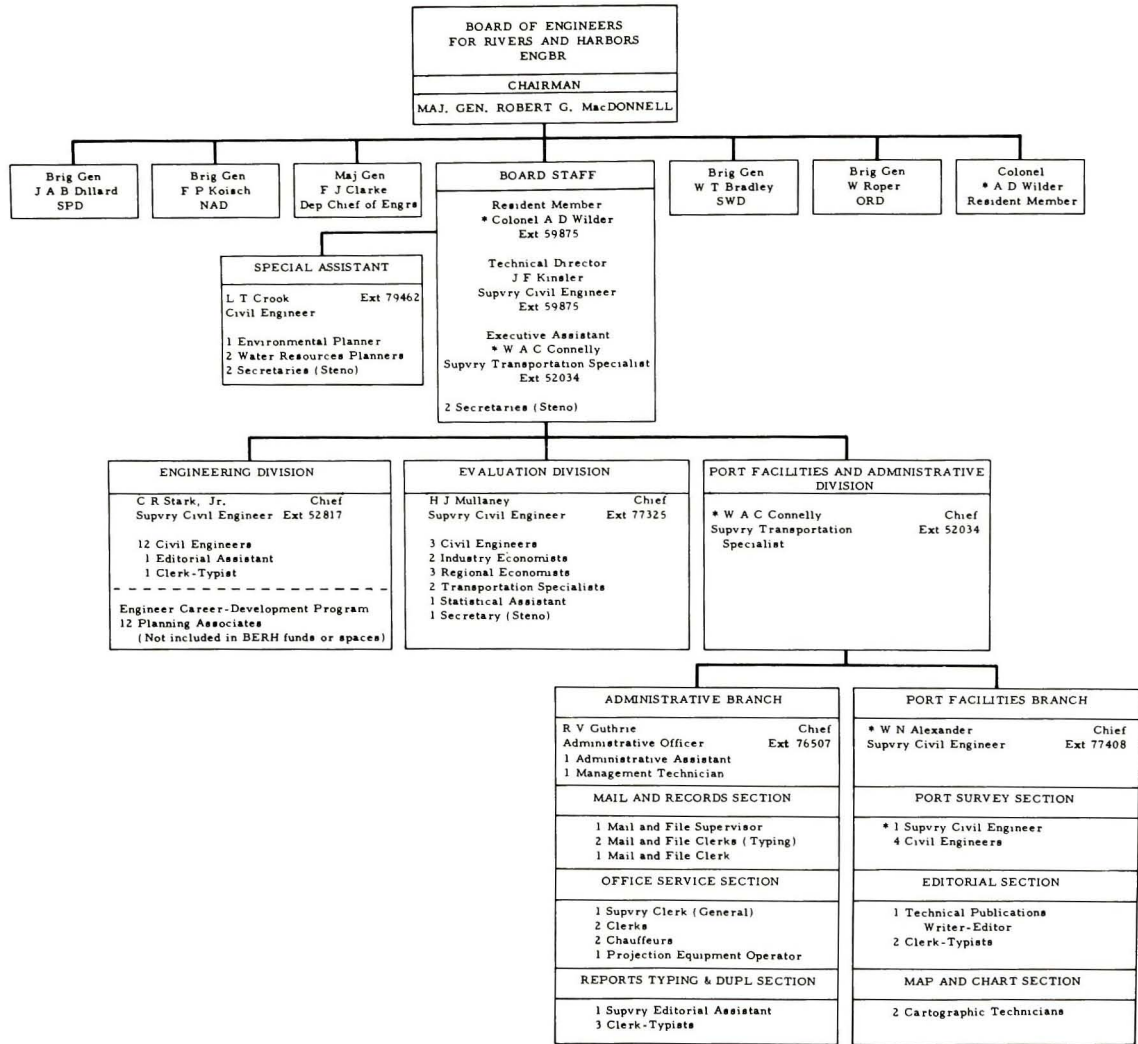 BOARD OF ENGINEERS
FOR RIVERS AND HARBORS
ENGBR
CHAIRMAN
MAJ. GEN. ROBERT G. MacDONNELL
Brig Gen
J A B Dillard
SPD
Brig Gen
F P Koisch
NAD
Maj Gen
F J Clarke
Dep Chief of Engrs
BOARD STAFF
Resident Member
* Colonel A D Wilder
Ext 59875
Technical Director
J F Kinsler
Supvry Civil Engineer
Ext 59875
Executive Assistant
* W A C Connelly
Supvry Transportation Specialist
Ext 52034
2 Secretaries (Steno)
Brig Gen
W T Bradley
SWD
Brig Gen
W Roper
ORD
Colonel
* A D Wilder
Resident Member
SPECIAL ASSISTANT
L T Crook Ext 79462
Civil Engineer
1 Environmental Planner
2 Water Resources Planners
2 Secretaries (Steno)
ENGINEERING DIVISION
C R Stark, Jr. Chief
Supvry Civil Engineer Ext 52817
12 Civil Engineers
1 Editorial Assistant
1 Clerk-Typist
Engineer Career-Development Program
12 Planning Associates
(Not included in BERH funds or spaces)
EVALUATION DIVISION
H J Mullaney Chief
Supvry Civil Engineer Ext 77325
3 Civil Engineers
2 Industry Economists
3 Regional Economists
2 Transportation Specialists
1 Statistical Assistant
1 Secretary (Steno)
PORT FACILITIES AND ADMINISTRATIVE
DIVISION
* W A C Connelly Chief
Supvry Transportation Ext 52034
Specialist
ADMINISTRATIVE BRANCH
R V Guthrie Chief
Administrative Officer Ext 76507
1 Administrative Assistant
1 Management Technician
MAIL AND RECORDS SECTION
1 Mail and File Supervisor
2 Mail and File Clerks (Typing)
1 Mail and File Clerk
OFFICE SERVICE SECTION
1 Supvry Clerk (General)
2 Clerks
2 Chauffeurs
1 Projection Equipment Operator
REPORTS TYPING & DUPL SECTION
1 Supvry Editorial Assistant
3 Clerk-Typists
PORT FACILITIES BRANCH
* W N Alexander Chief
Supvry Civil Engineer Ext 77408
PORT SURVEY SECTION
* 1 Supvry Civil Engineer
4 Civil Engineers
EDITORIAL SECTION
1 Technical Publications
Writer-Editor
2 Clerk-Typists
MAP AND CHART SECTION
2 Cartographic Technicians